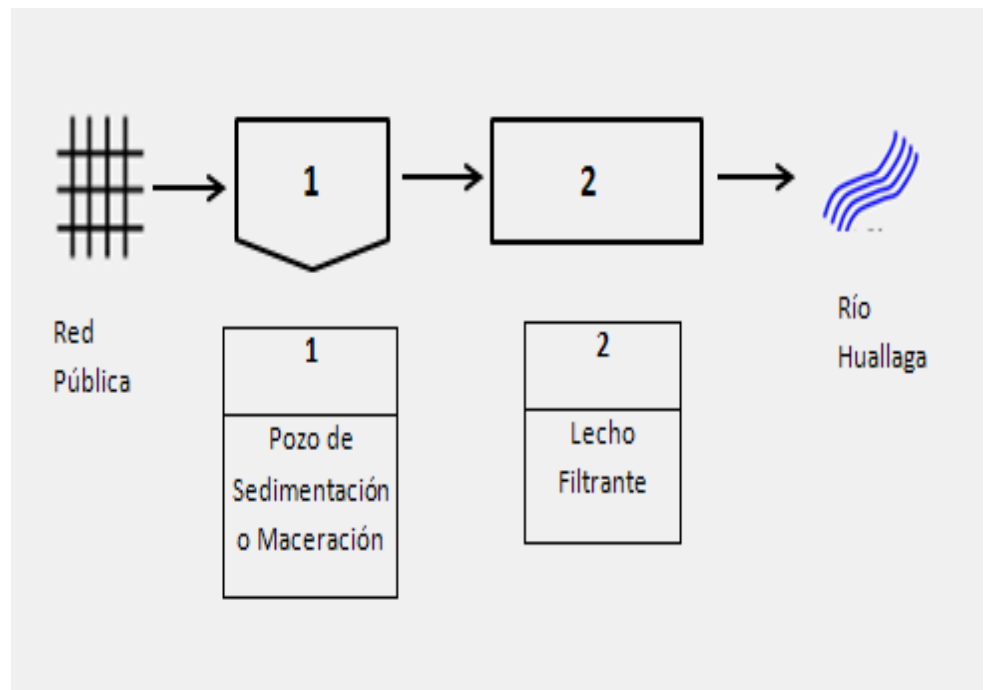 1
2
Red
Pública
1
Pozo de
Sedimentación
o Maceración
2
Lecho
Filtrante
Río
Huallaga